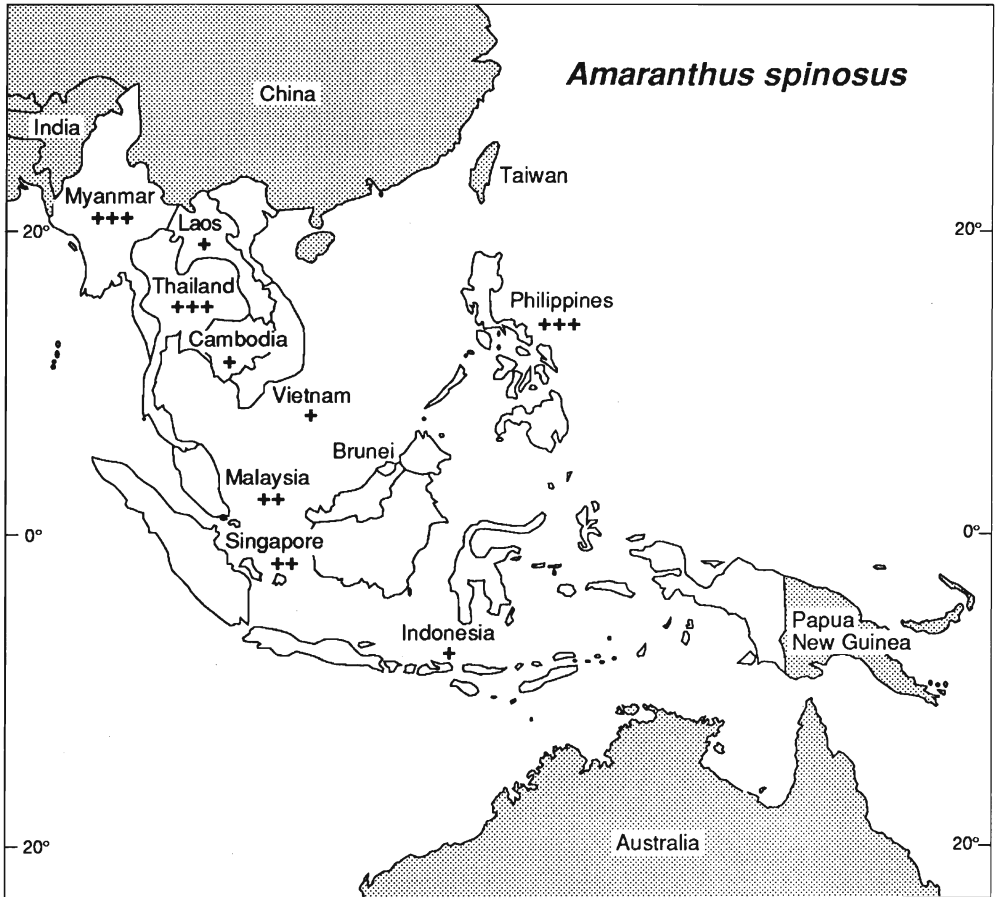 Amaranthus spinosus
China
India
Taiwan
Myanmar
+++
Laos
+
20°
20°
Thailand
+++
Philippines
+++
Cambodia
+
Vietnam
+
Brunei
Malaysia
++
0°
0°
Singapore
++
Indonesia
+
Papua
New Guinea
Australia
20°
20°